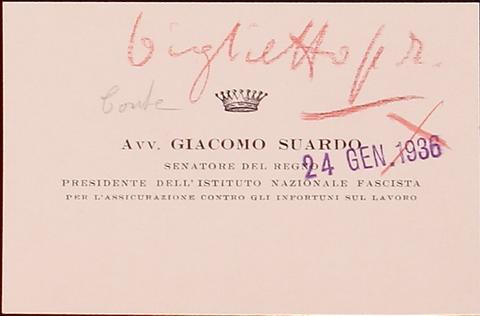 biglietto p. r.
Conte
Avv. GIACOMO SUARDO
SENATORE DEL REGNO
24 GEN. 1936
PRESIDENTE DELL'ISTITUTO NAZIONALE FASCISTA
PER L'ASSICURAZIONE CONTRO GLI INFORTUNI SUL LAVORO